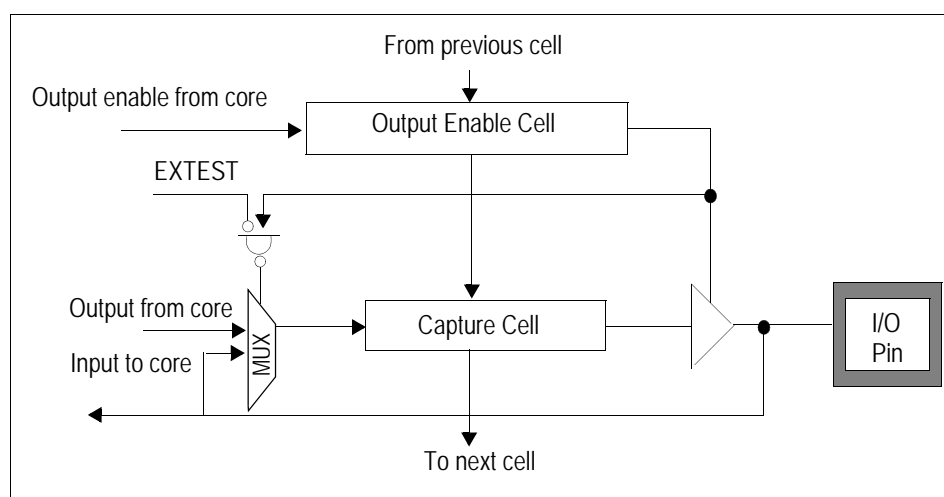 From previous cell
Output enable from core
Output Enable Cell
EXTEST
Output from core
Input to core
MUX
Capture Cell
I/O
Pin
To next cell